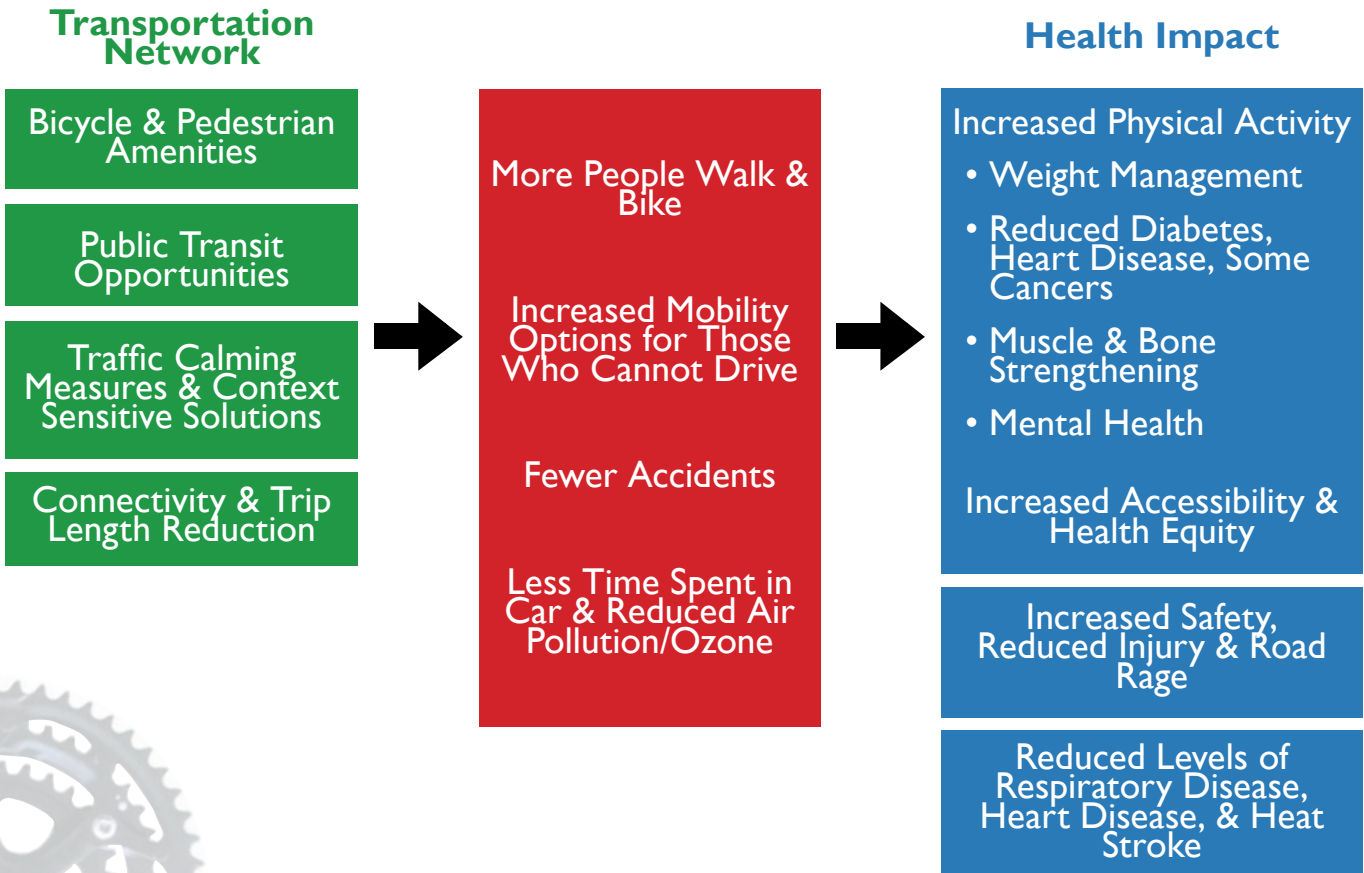 Transportation
Network
Bicycle & Pedestrian
Amenities
Public Transit
Opportunities
Traffic Calming
Measures & Context
Sensitive Solutions
Connectivity & Trip
Length Reduction
More People Walk &
Bike
Increased Mobility
Options for Those
Who Cannot Drive
Fewer Accidents
Less Time Spent in
Car & Reduced Air
Pollution/Ozone
Health Impact
Increased Physical Activity
• Weight Management
• Reduced Diabetes,
Heart Disease, Some
Cancers
• Muscle & Bone
Strengthening
• Mental Health
Increased Accessibility &
Health Equity
Increased Safety,
Reduced Injury & Road
Rage
Reduced Levels of
Respiratory Disease,
Heart Disease, & Heat
Stroke